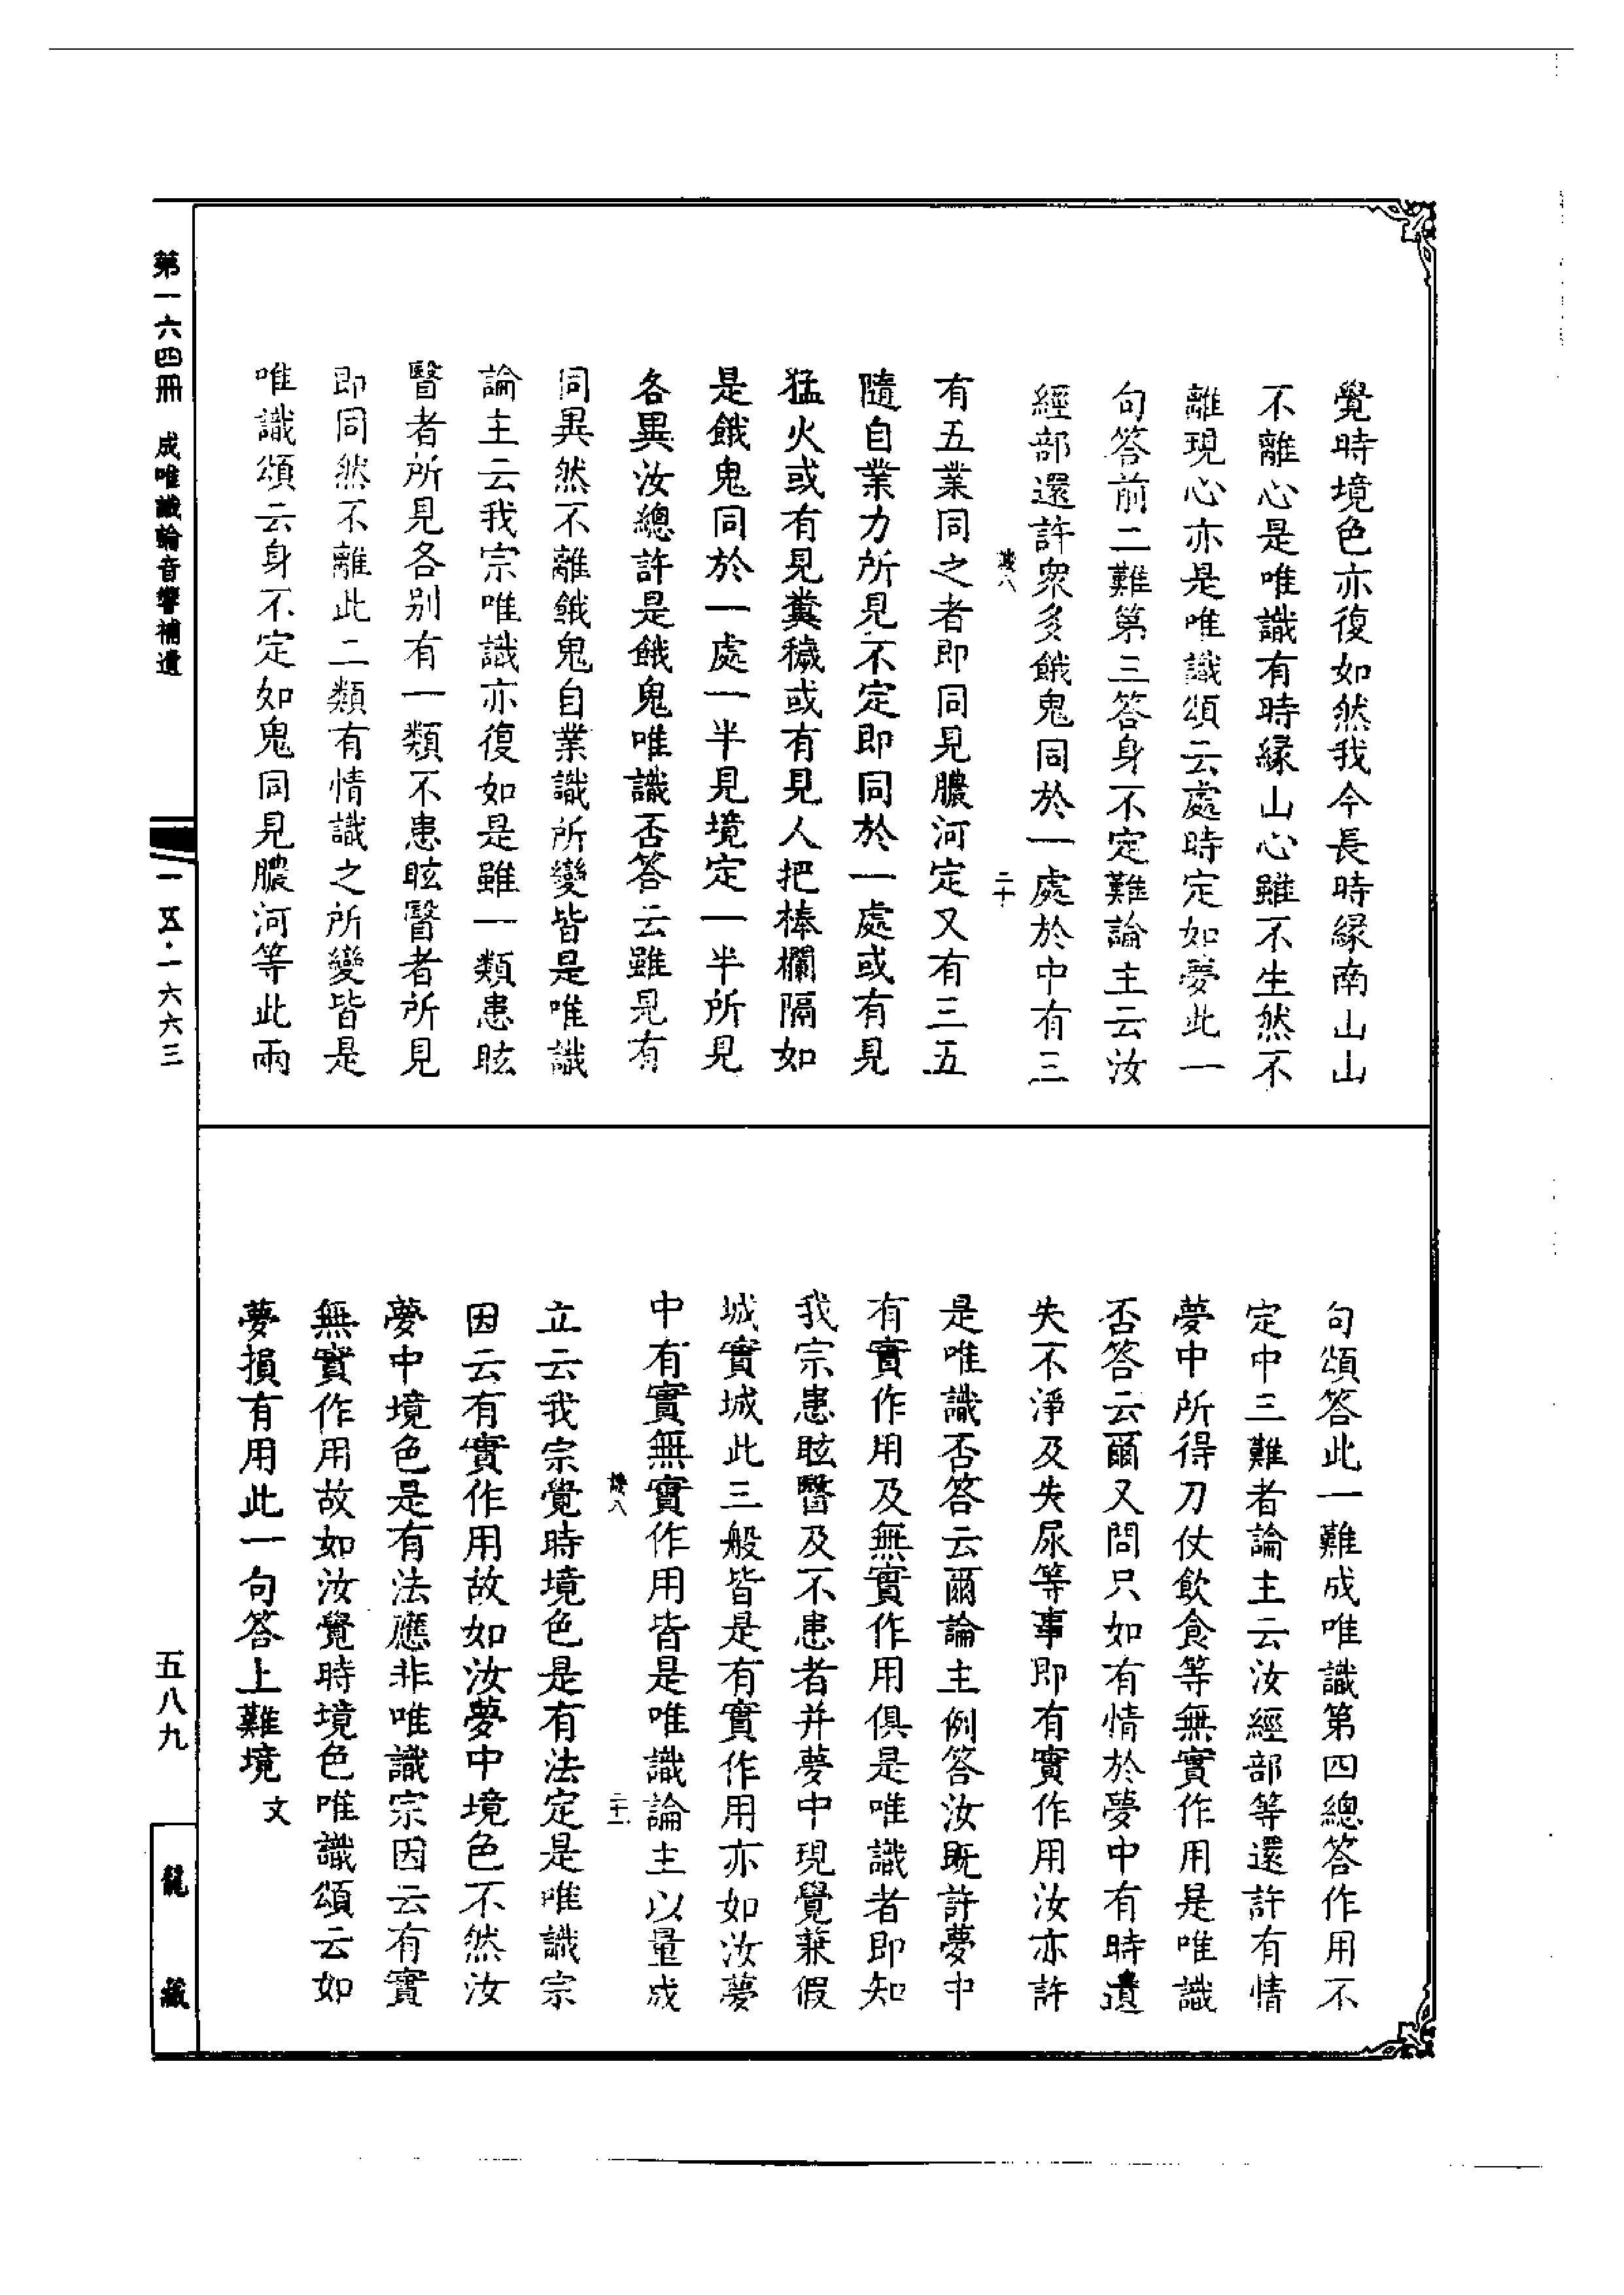 覺時境色亦復如然我今長時緣南山山
不離心是唯識有時緣山心雖不生然不
離現心亦是唯識頌云處時定如夢此一
句答前二難第三答身不定難論主云汝
經部還許衆多餓鬼同於一處於中有三
二十
有五業同之者即同見膿河定又有三五
隨自業力所見不定即同於一處或有見
猛火或有見糞穢或有見人把棒欄隔如
是餓鬼同於一處一半見境定一半所見
各異汝總許是餓鬼唯識否答云雖見有
同異然不離餓鬼自業識所變皆是唯識
論主云我宗唯識亦復如是雖一類患眩
瞖者所見各別有一類不患眩瞖者所見
即同然不離此二類有情識之所變皆是
唯識頌云身不定如鬼同見膿河等此兩
句頌答此一難成唯識第四總答作用不
定中三難者論主云汝經部等還許有情
夢中所得刀仗飲食等無實作用是唯識
否答云爾又問只如有情於夢中有時遺
失不淨及失尿等事即有實作用汝亦許
是唯識否答云爾論主例答汝既許夢中
有實作用及無實作用俱是唯識者即知
我宗患眩瞖及不患者并夢中現覺兼假
城實城此三般皆是有實作用亦如汝夢
中有實無實作用皆是唯識論主以量成
二十一
立云我宗覺時境色是有法定是唯識宗
因云有實作用故如汝夢中境色不然汝
夢中境色是有法應非唯識宗因云有實
無實作用故如汝覺時境色唯識頌云如
夢損有用此一句答上難境 文
第一六四冊 成唯識論音響補遺
一五·一六六三
五八九
龍藏